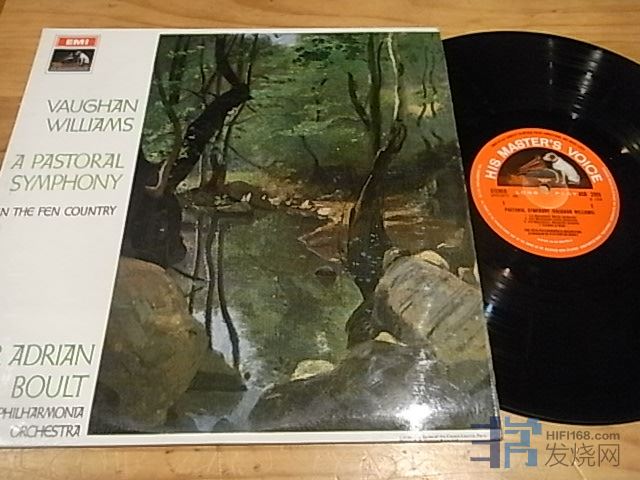 EMI
VAUGHAN
WILLIAMS
A PASTORAL
SYMPHONY
N THE FEN COUNTRY
ADRIAN
BOULT
PHILHARMONIA
ORCHESTRA
HIS MASTER'S VOICE
STEREO
PASTORAL SYMPHONY (VAUGHAN WILLIAMS)
HIFI168.com
发烧网